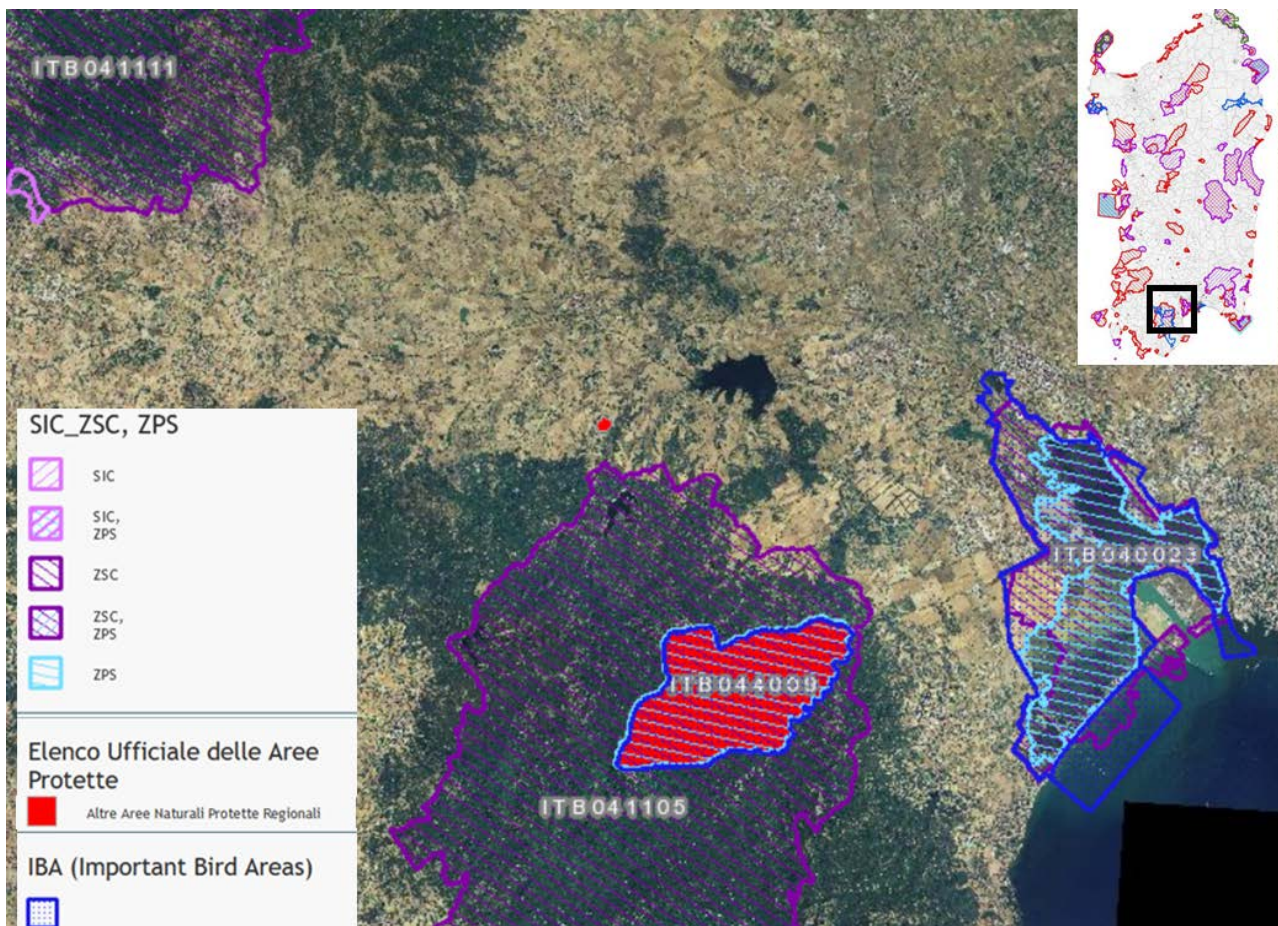 ITB041111
SIC_ZSC, ZPS
SIC
SIC,
ZPS
ZSC
ZSC,
ZPS
ZPS
Elenco Ufficiale delle Aree
Protette
Altre Aree Naturali Protette Regionali
IBA (Important Bird Areas)
ITB040023
ITB044009
ITB041105